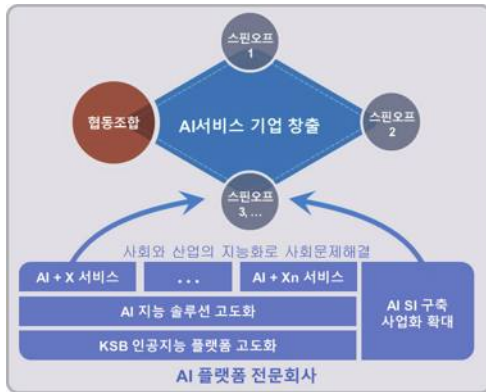 스핀오프
1
협동조합
AI서비스 기업 창출
스핀오프
2
스핀오프
3, ...
사회와 산업의 지능화로 사회문제해결
AI + X 서비스
...
AI + Xn 서비스
AI SI 구축
사업화 확대
AI 지능 솔루션 고도화
KSB 인공지능 플랫폼 고도화
AI 플랫폼 전문회사